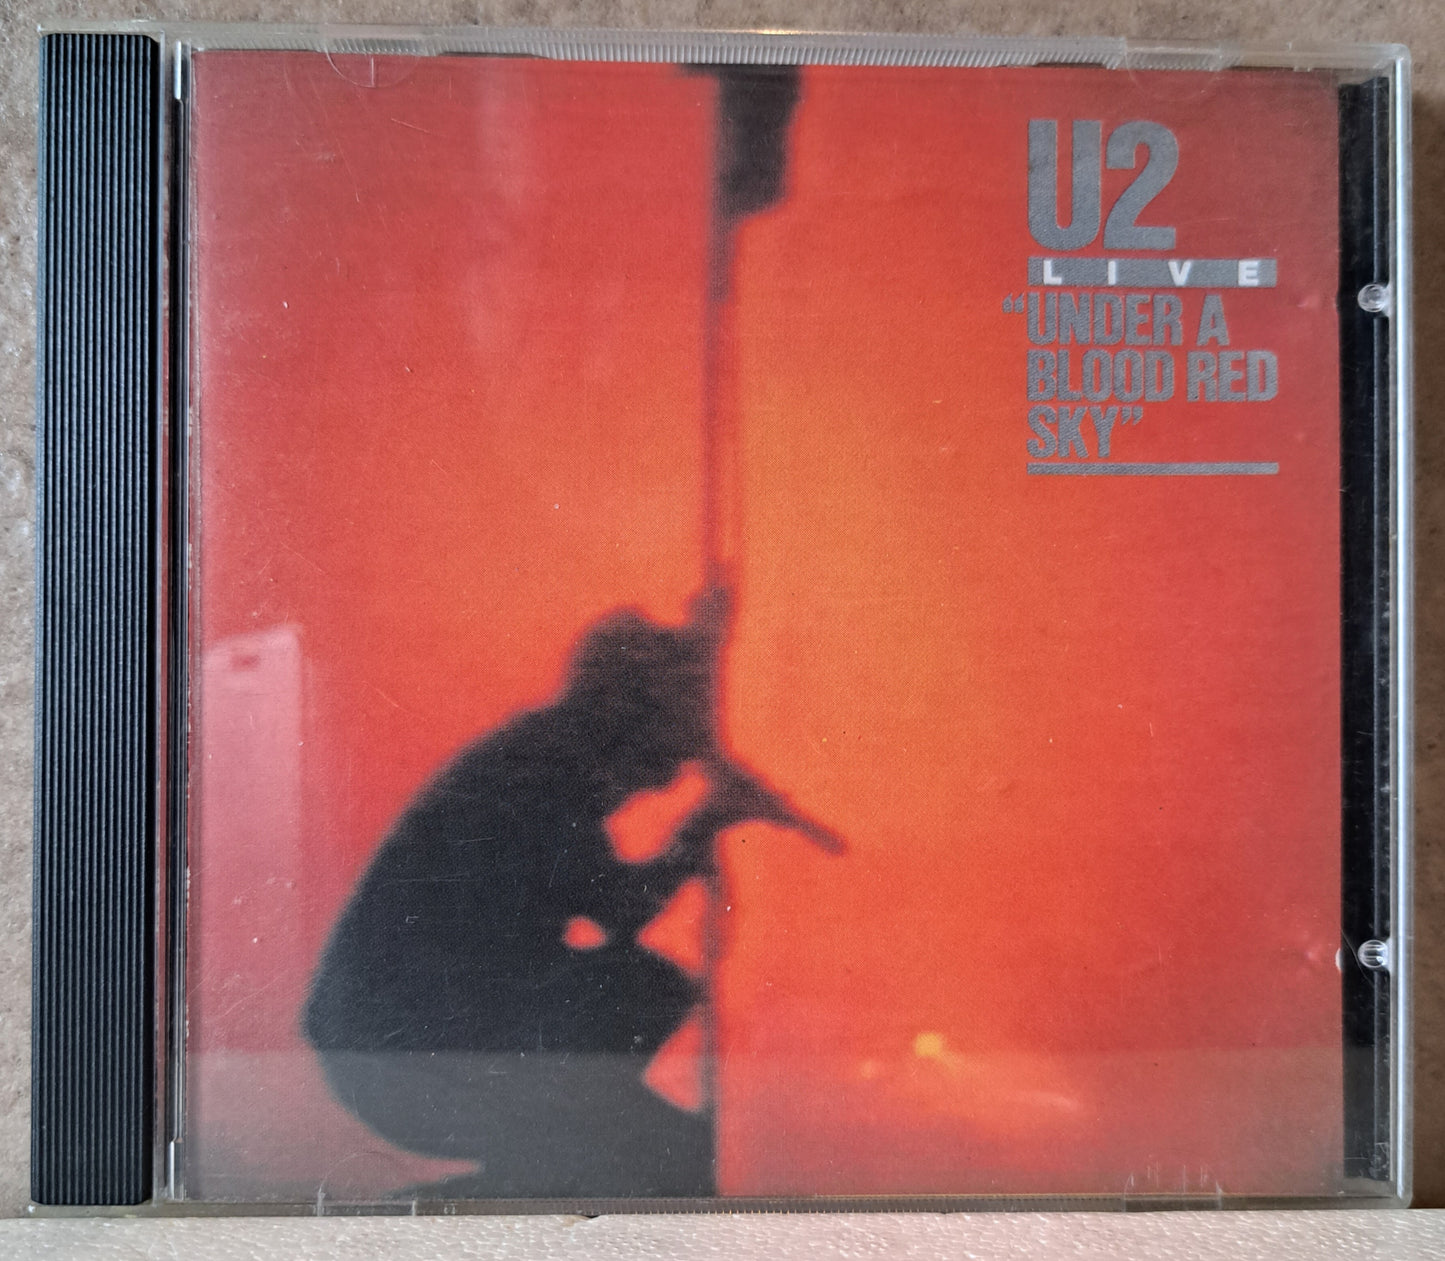 U2
LIVE
“UNDER A
BLOOD RED
SKY”